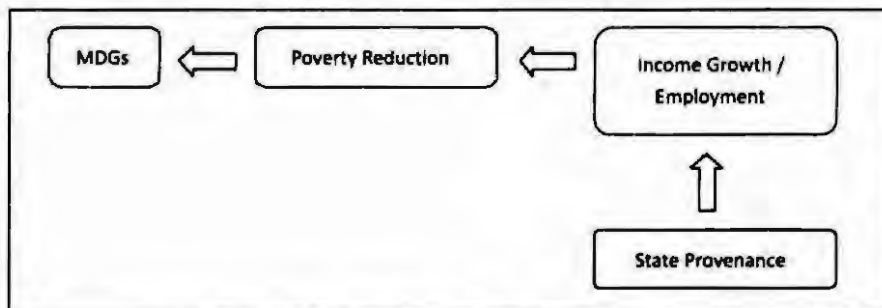 MDGs
Poverty Reduction
Income Growth /
Employment
State Provenance